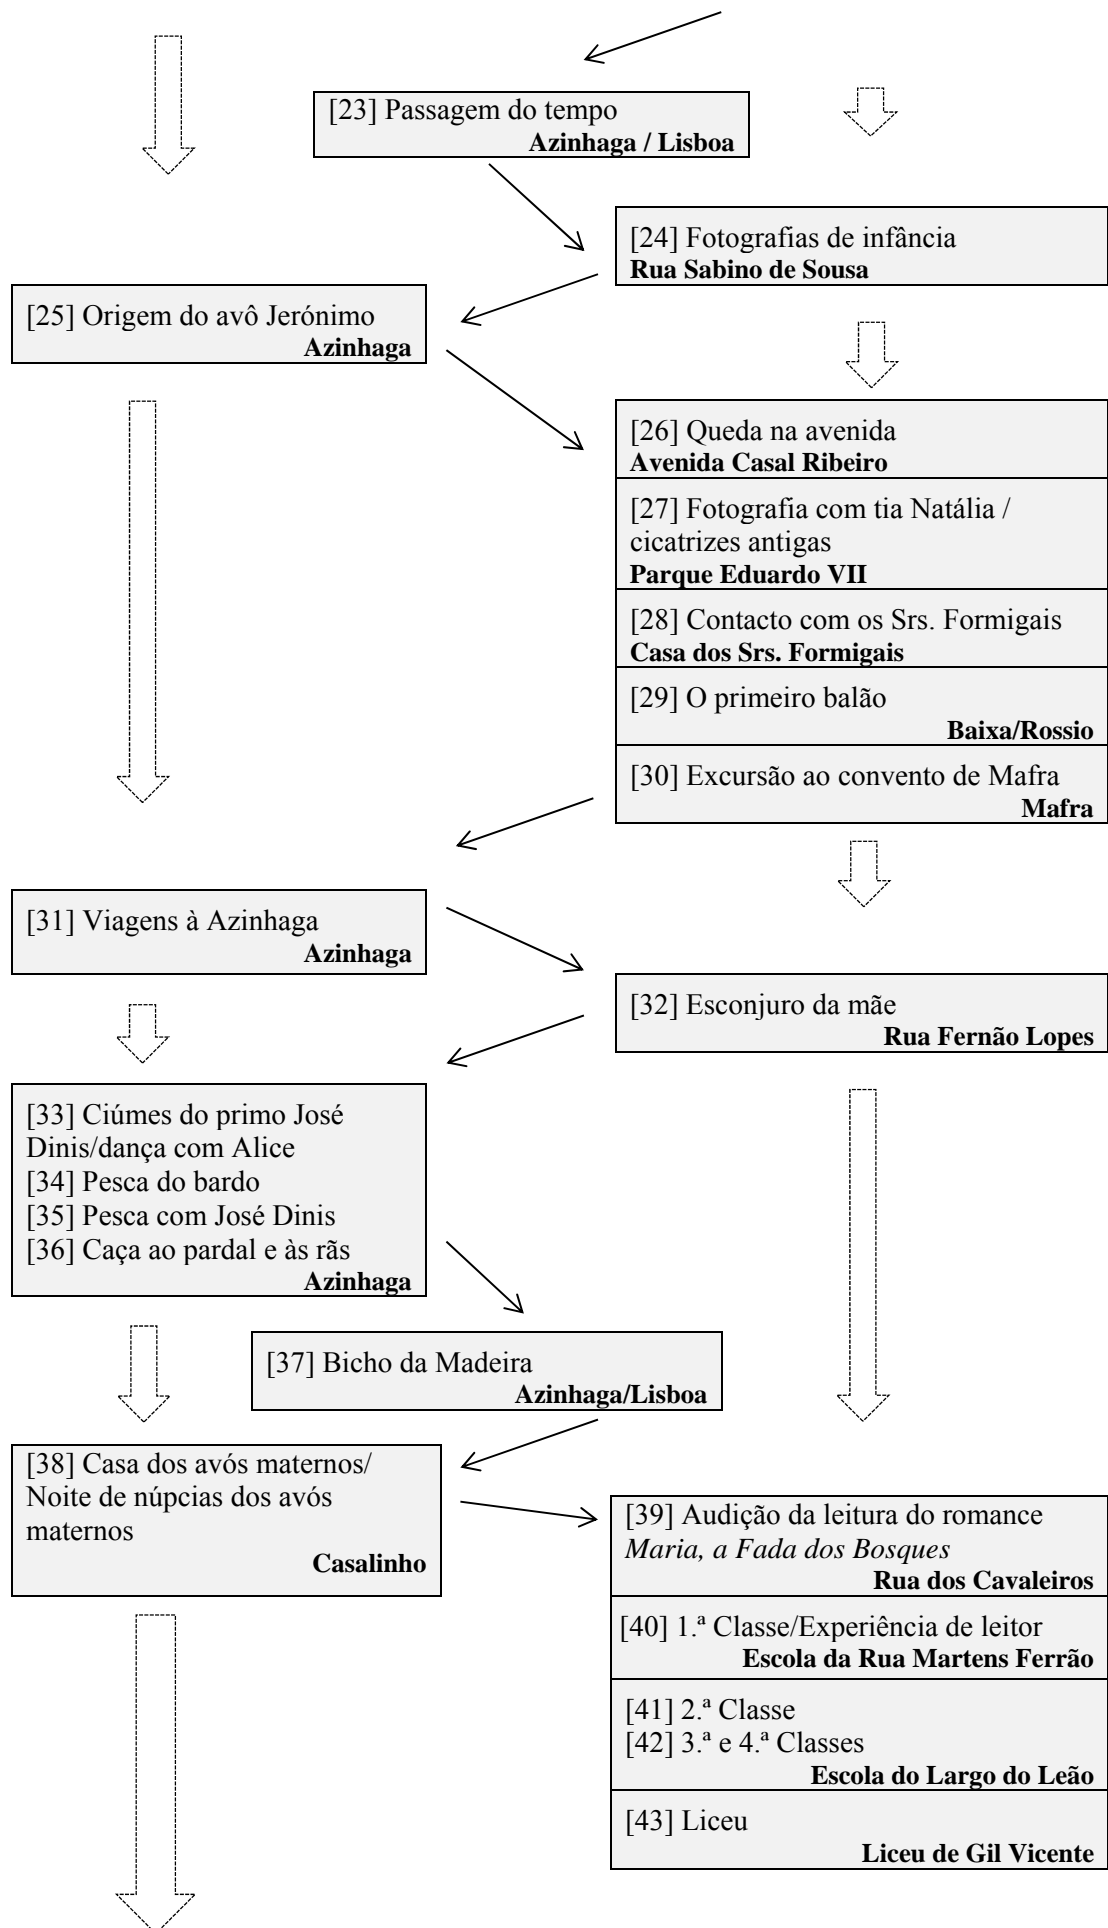 [23] Passagem do tempo
Azinhaga / Lisboa
[24] Fotografias de infância
Rua Sabino de Sousa
[25] Origem do avô Jerónimo
Azinhaga
[26] Queda na avenida
Avenida Casal Ribeiro
[27] Fotografia com tia Natália /
cicatrizes antigas
Parque Eduardo VII
[28] Contacto com os Srs. Formigais
Casa dos Srs. Formigais
[29] O primeiro balão
Baixa/Rossio
[30] Excursão ao convento de Mafra
Mafra
[31] Viagens à Azinhaga
Azinhaga
[32] Esconjuro da mãe
Rua Fernão Lopes
[33] Ciúmes do primo José
Dinis/dança com Alice
[34] Pesca do bardo
[35] Pesca com José Dinis
[36] Caça ao pardal e às rãs
Azinhaga
[37] Bicho da Madeira
Azinhaga/Lisboa
[38] Casa dos avós maternos/
Noite de núpcias dos avós
maternos
Casalinho
[39] Audição da leitura do romance
Maria, a Fada dos Bosques
Rua dos Cavaleiros
[40] 1.ª Classe/Experiência de leitor
Escola da Rua Martens Ferrão
[41] 2.ª Classe
[42] 3.ª e 4.ª Classes
Escola do Largo do Leão
[43] Liceu
Liceu de Gil Vicente